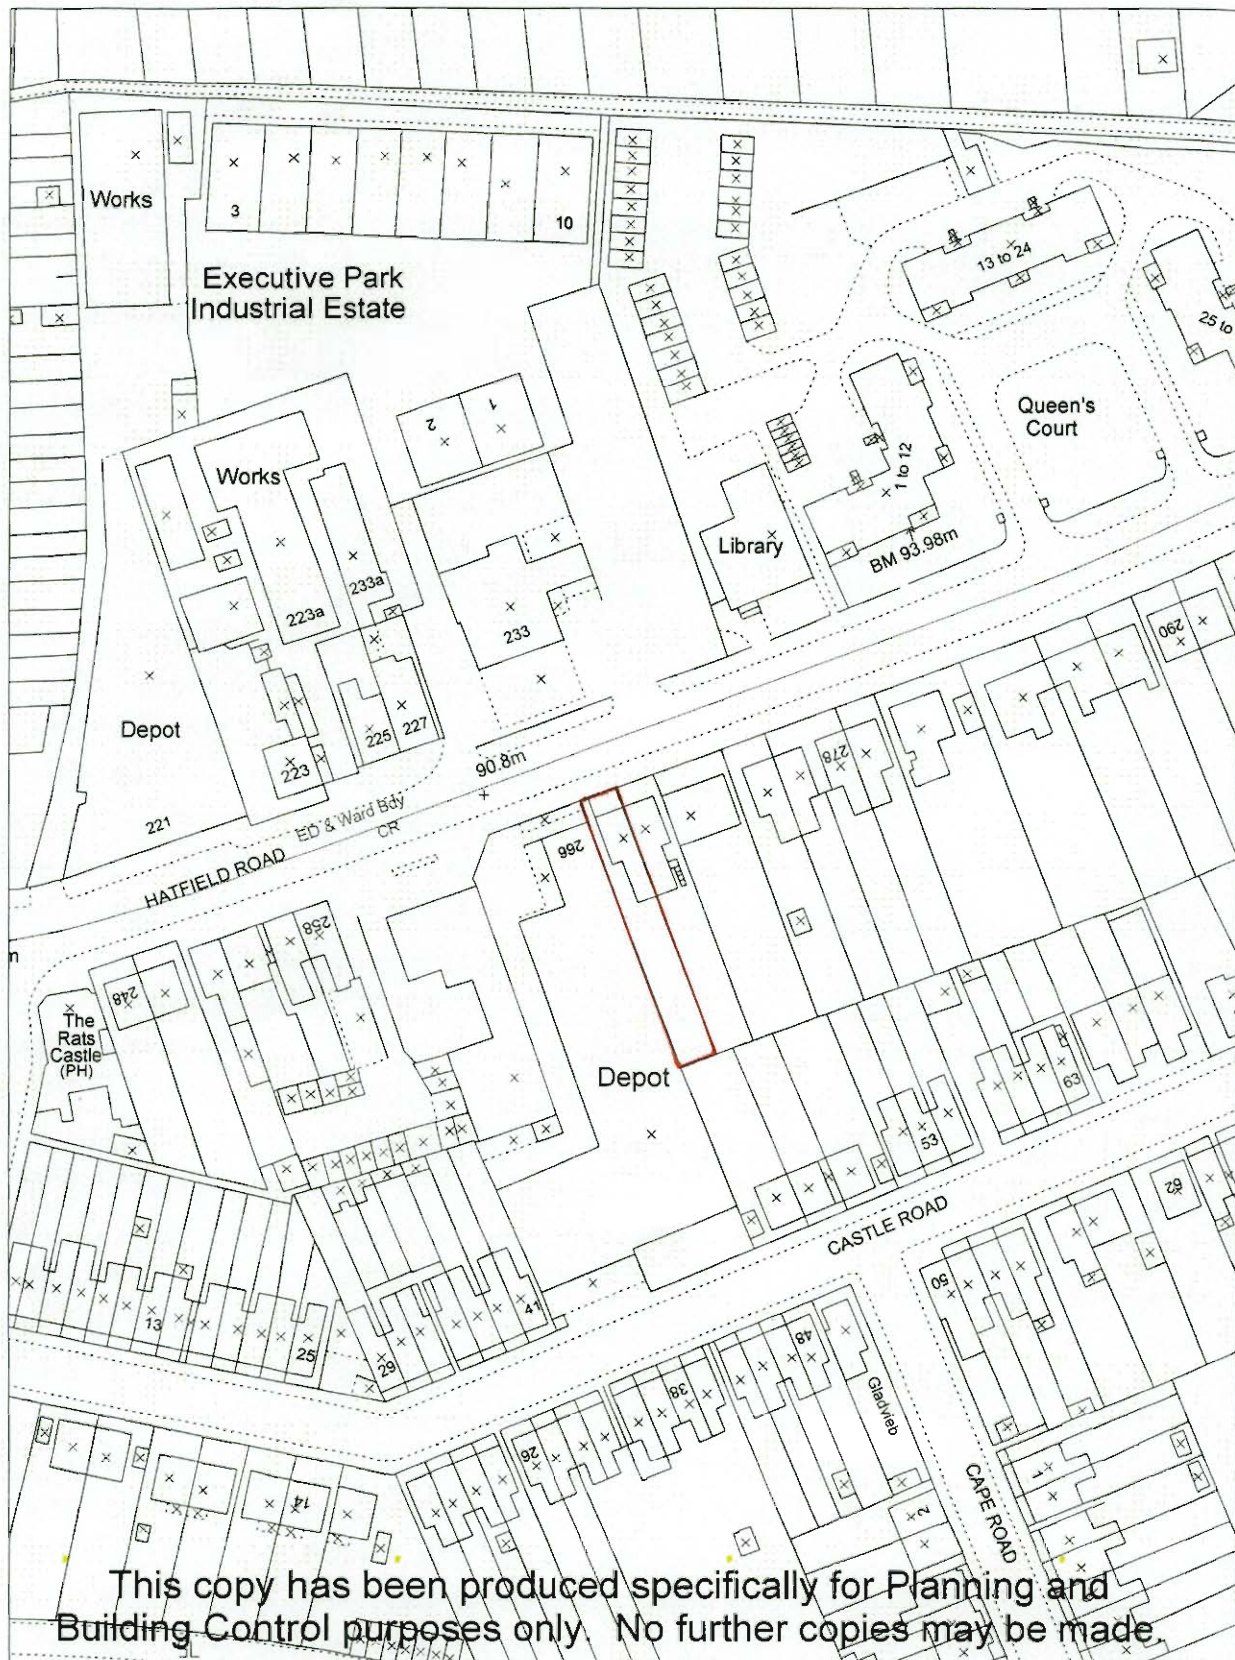 Works
3
10
Executive Park
Industrial Estate
13 to 24
25 to
2
1
Queen's
Court
Works
1 to 12
Library
BM 93.98m
233a
223a
233
290
Depot
225
227
223
90.8m
278
221
ED & Ward Bdy
CR
HATFIELD ROAD
266
258
248
m
The
Rats
Castle
(PH)
Depot
63
53
CASTLE ROAD
62
50
41
13
25
29
48
38
Gladvieb
26
14
2
1
CAPE ROAD
This copy has been produced specifically for Planning and
Building Control purposes only. No further copies may be made.